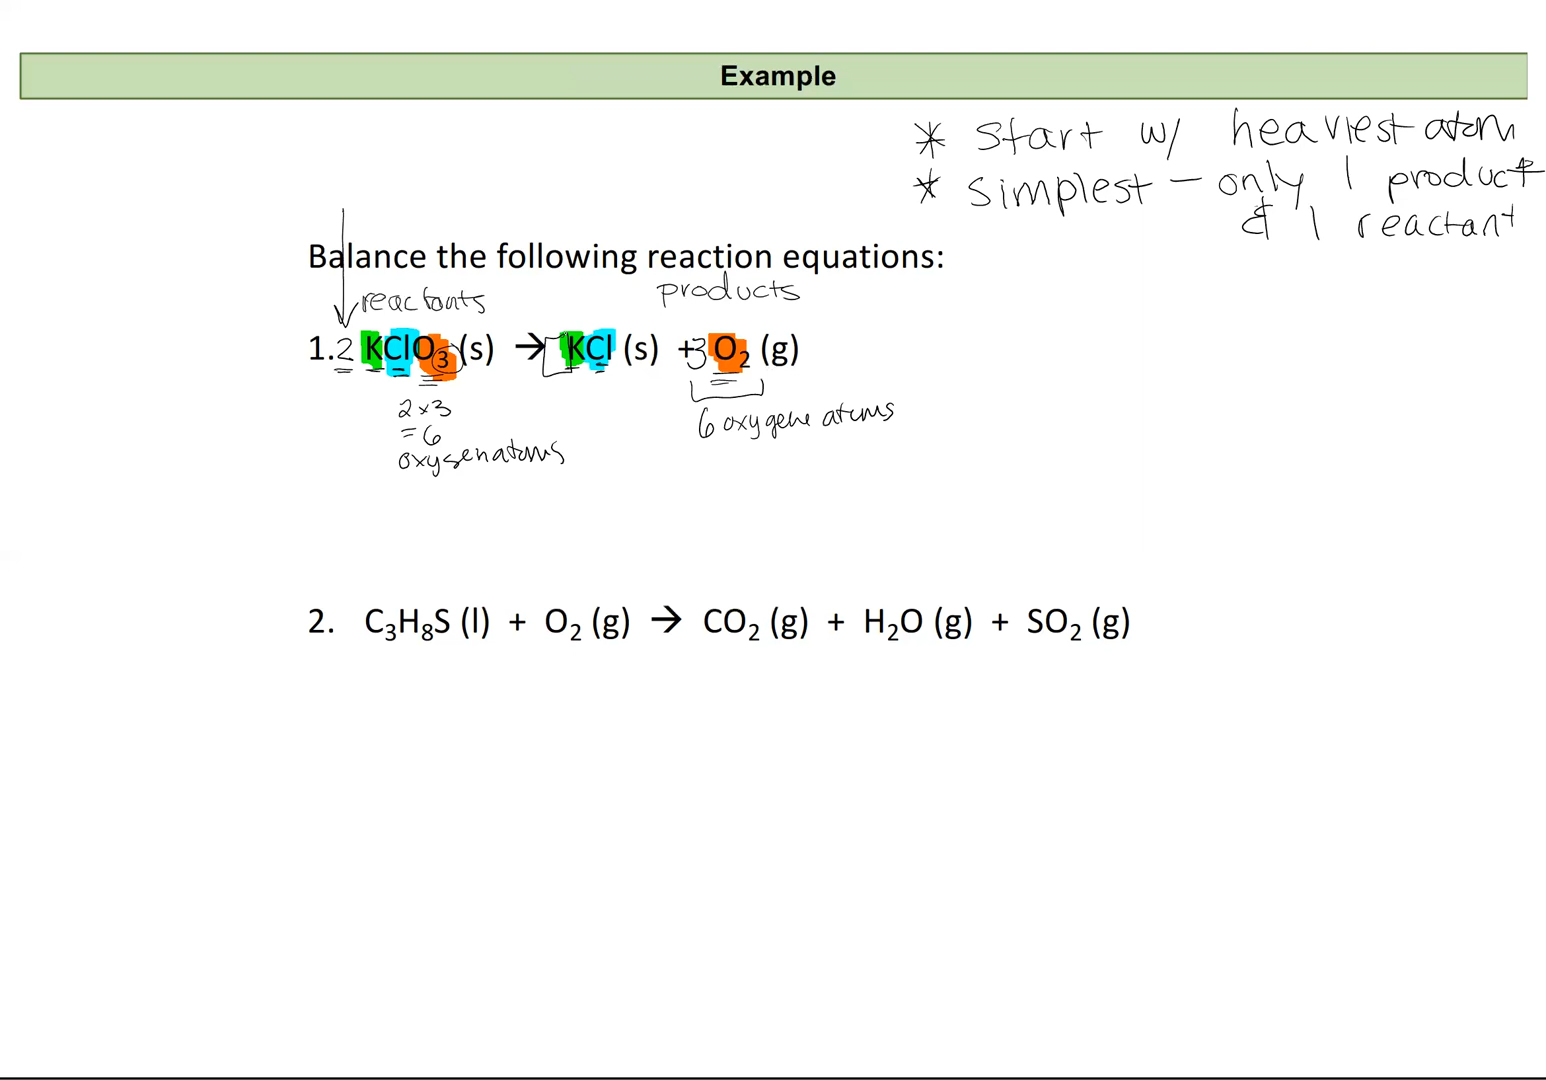 Example
* start w/ heaviest atom
* simplest - only 1 product
& 1 reactant
Balance the following reaction equations:
reactants products
1. 2 KClO₃ (s) → KCl (s) + 3 O₂ (g)
2 x 3
= 6
oxygen atoms
6 oxygene atoms
2. C₃H₈S (l) + O₂ (g) → CO₂ (g) + H₂O (g) + SO₂ (g)